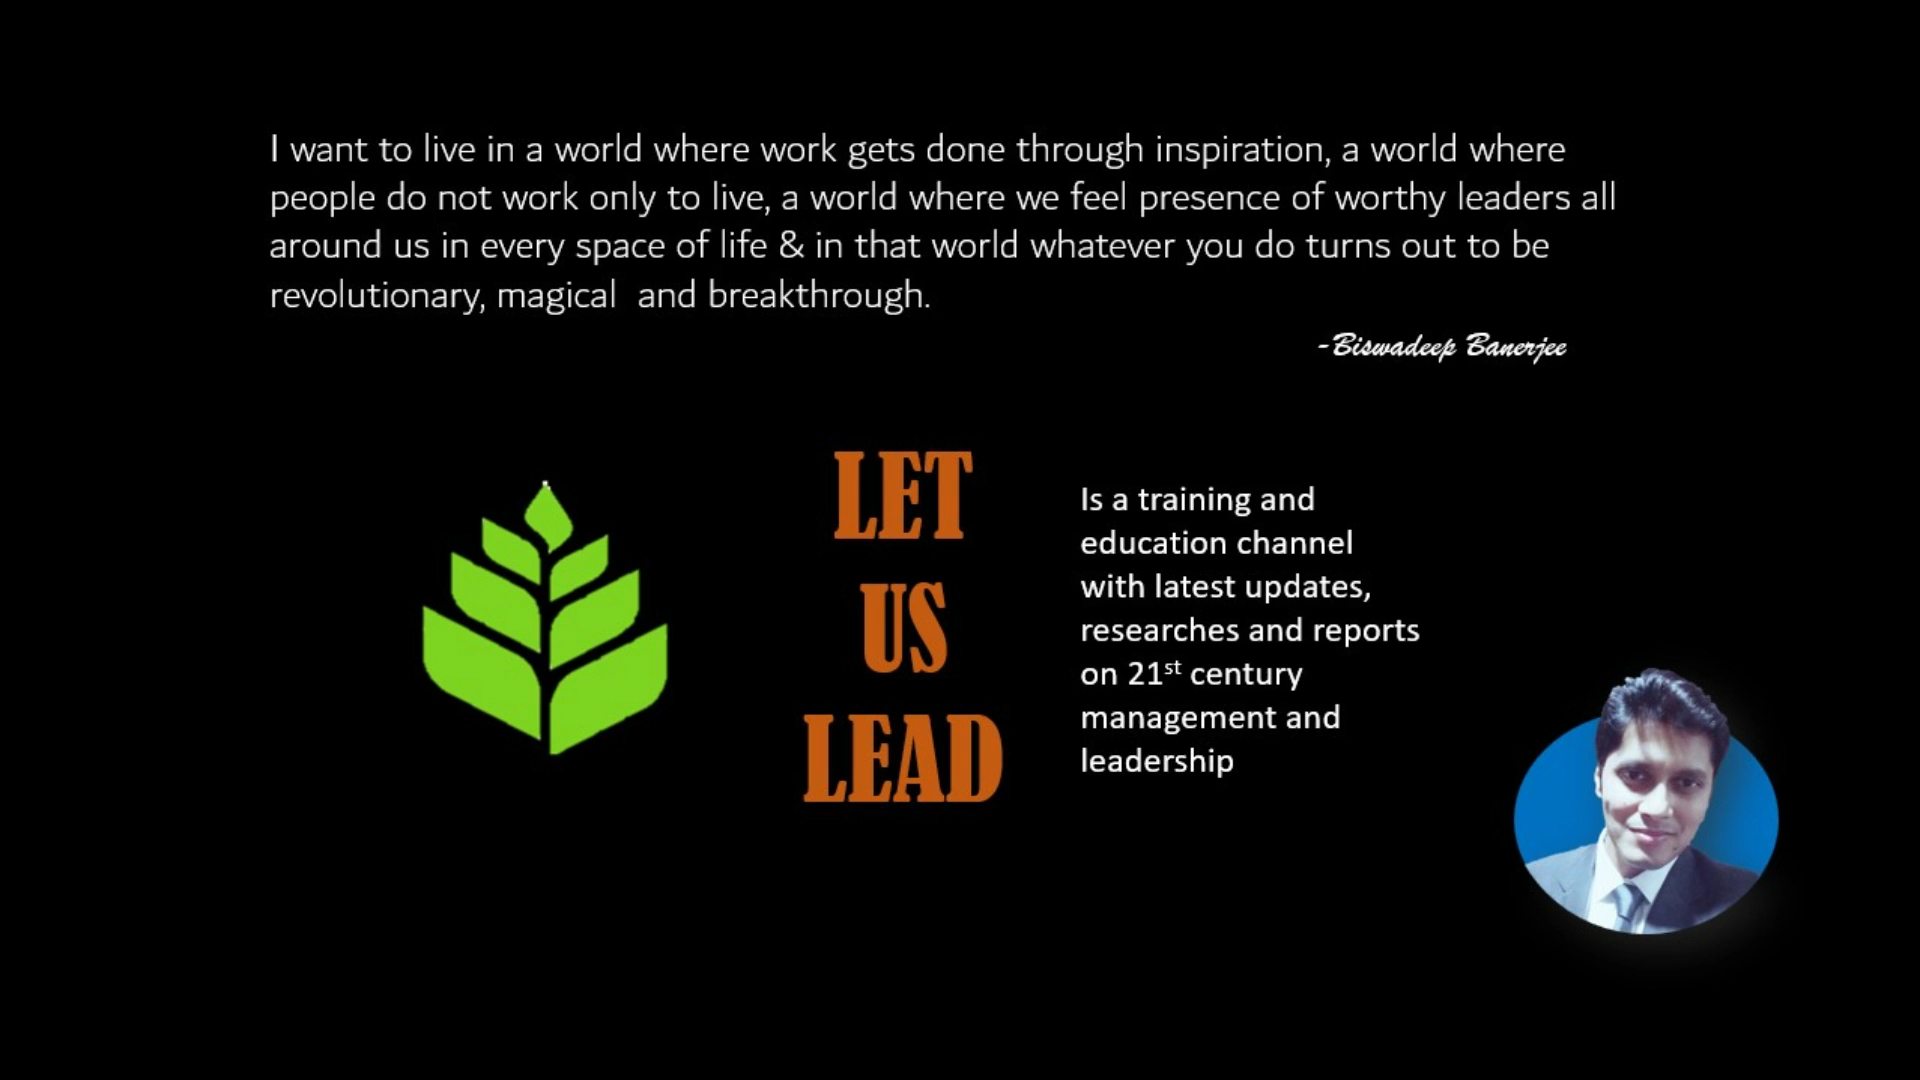 I want to live in a world where work gets done through inspiration, a world where
people do not work only to live, a world where we feel presence of worthy leaders all
around us in every space of life & in that world whatever you do turns out to be
revolutionary, magical  and breakthrough.
-Biswadeep Banerjee
LET
US
LEAD
Is a training and
education channel
with latest updates,
researches and reports
on 21st century
management and
leadership